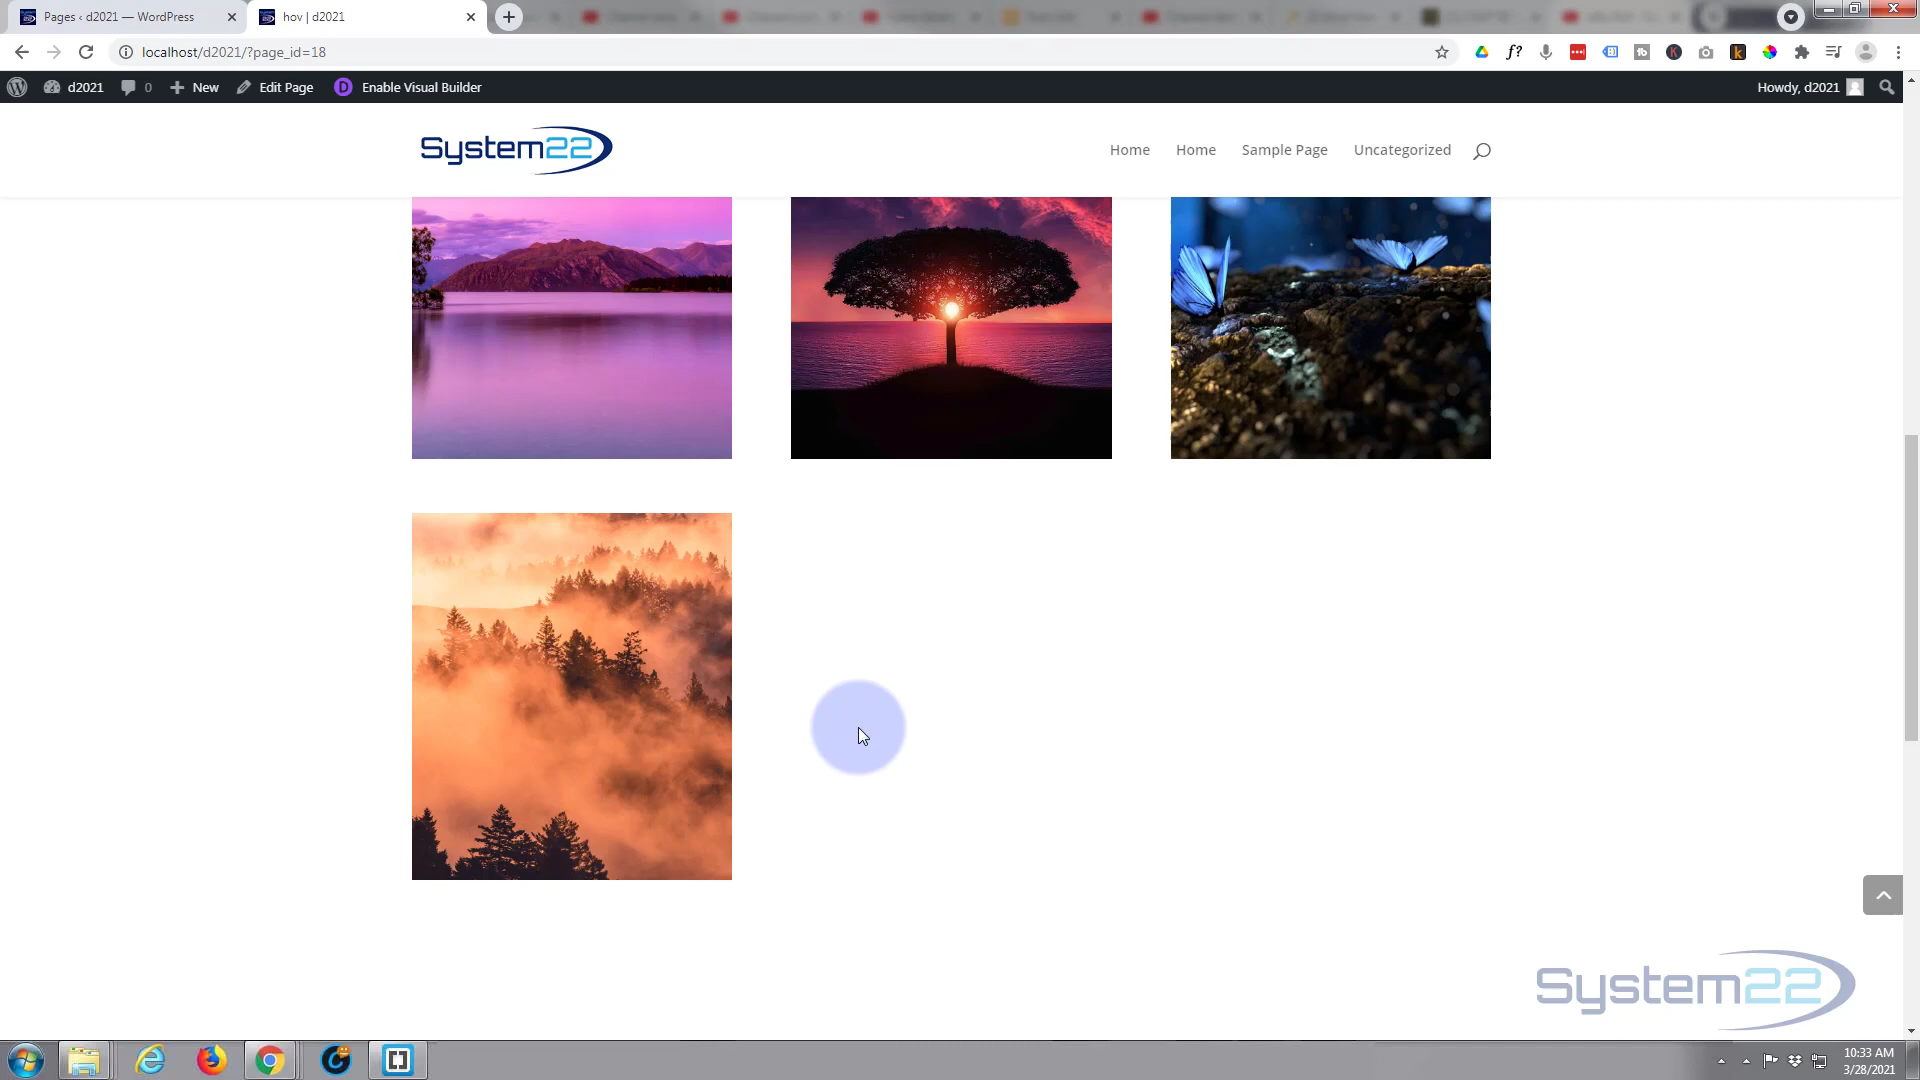 Pages ‹ d2021 — WordPress
hov | d2021
localhost/d2021/?page_id=18
d2021
0
New
Edit Page
Enable Visual Builder
Howdy, d2021
System22
Home
Home
Sample Page
Uncategorized
System22
10:33 AM
3/28/2021